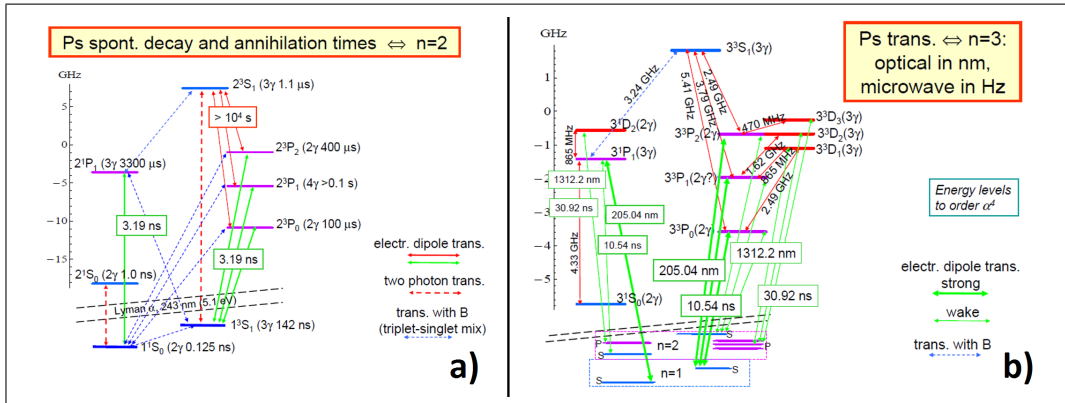 Ps spont. decay and annihilation times ⇔ n=2
GHz
5
0
−5
−10
−15
2³S₁ (3γ 1.1 μs)
> 10⁴ s
2³P₂ (2γ 400 μs)
2¹P₁ (3γ 3300 μs)
2³P₁ (4γ >0.1 s)
2³P₀ (2γ 100 μs)
3.19 ns
3.19 ns
2¹S₀ (2γ 1.0 ns)
Lyman α, 243 nm (5.1 eV)
1³S₁ (3γ 142 ns)
1¹S₀ (2γ 0.125 ns)
electr. dipole trans.
two photon trans.
trans. with B
(triplet-singlet mix)
a)
Ps trans. ⇔ n=3:
optical in nm,
microwave in Hz
GHz
1
0
−1
−2
−3
−4
−5
3³S₁(3γ)
3.24 GHz
5.41 GHz
3.79 GHz
2.49 GHz
3¹D₂(2γ)
865 MHz
3¹P₁(3γ)
470 MHz
3³D₃(3γ)
3³P₂(2γ)
3³D₂(3γ)
3³D₁(3γ)
1.62 GHz
865 MHz
3³P₁(2γ?)
2.49 GHz
1312.2 nm
30.92 ns
205.04 nm
10.54 ns
4.33 GHz
3³P₀(2γ)
1312.2 nm
205.04 nm
30.92 ns
10.54 ns
3¹S₀(2γ)
P
S
n=2
S
P
S
n=1
S
Energy levels
to order α⁴
electr. dipole trans.
strong
wake
trans. with B
b)